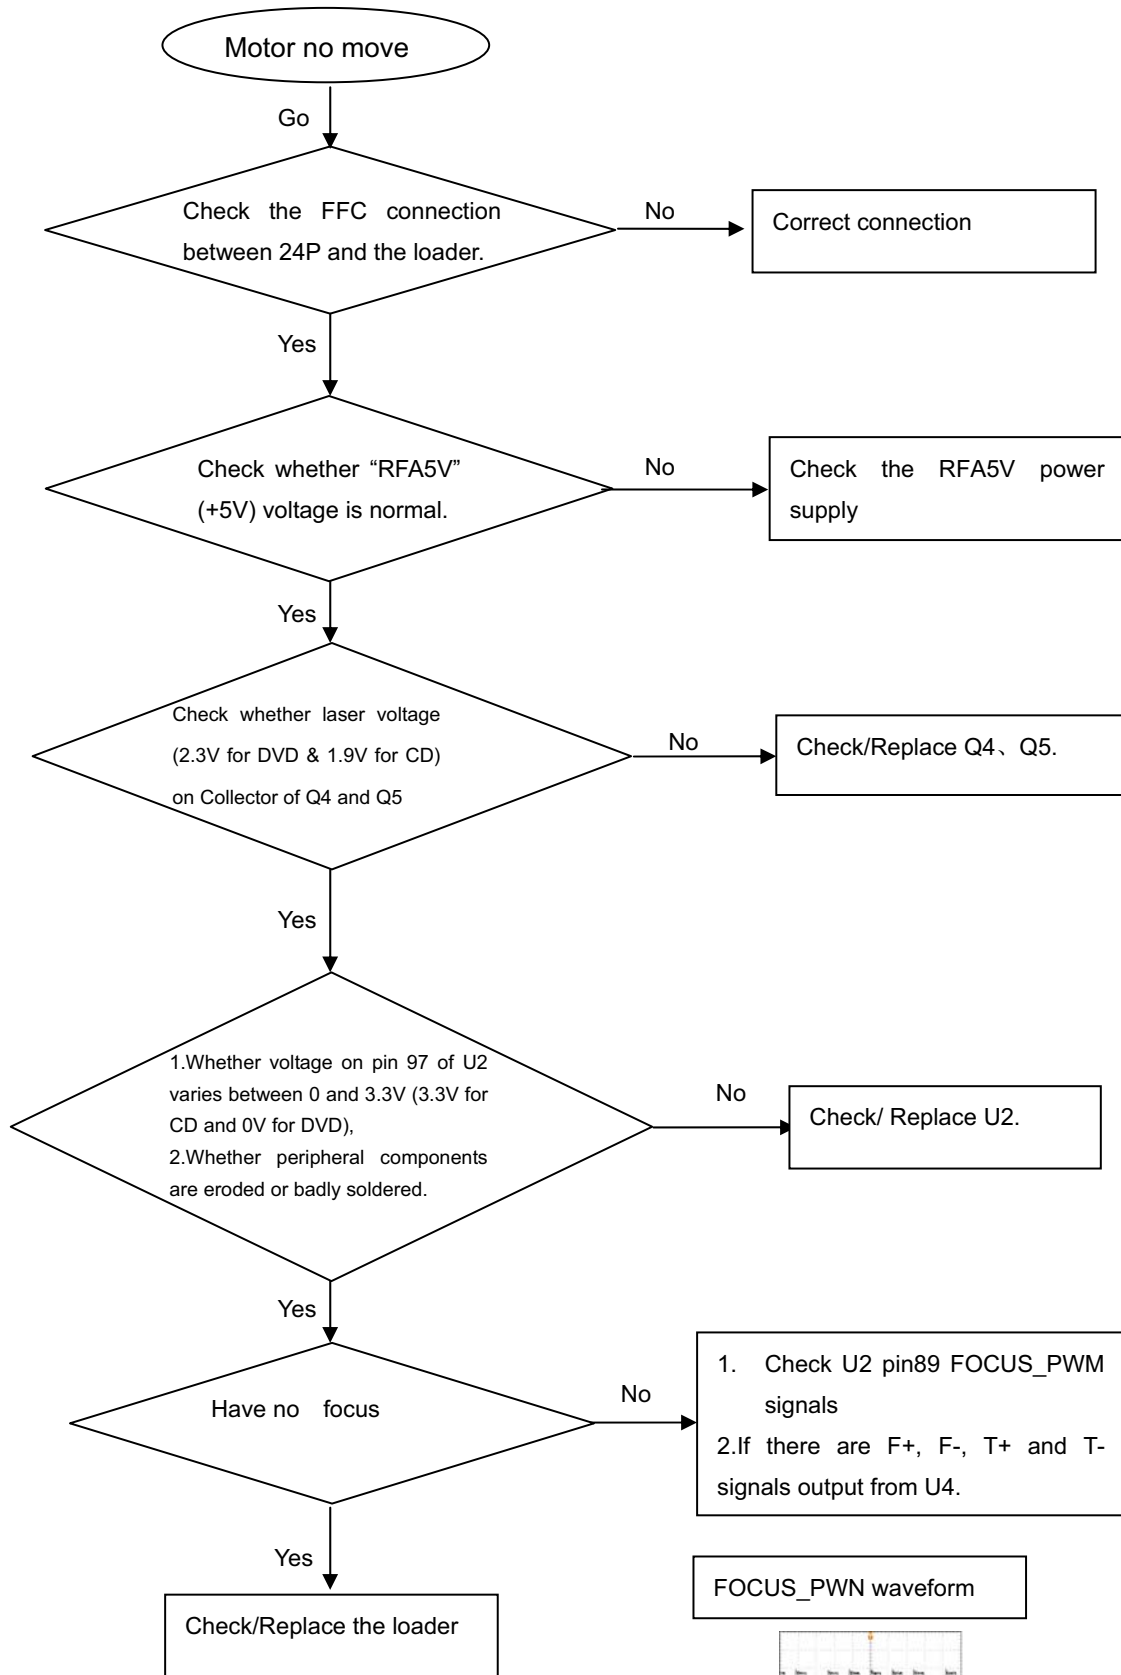 Motor no move
Go
Check the FFC connection
between 24P and the loader.
No
Correct connection
Yes
Check whether “RFA5V”
(+5V) voltage is normal.
No
Check the RFA5V power
supply
Yes
Check whether laser voltage
(2.3V for DVD & 1.9V for CD)
on Collector of Q4 and Q5
No
Check/Replace Q4、Q5.
Yes
1.Whether voltage on pin 97 of U2
varies between 0 and 3.3V (3.3V for
CD and 0V for DVD),
2.Whether peripheral components
are eroded or badly soldered.
No
Check/ Replace U2.
Yes
Have no focus
No
1. Check U2 pin89 FOCUS_PWM
signals
2.If there are F+, F-, T+ and T-
signals output from U4.
Yes
Check/Replace the loader
FOCUS_PWN waveform